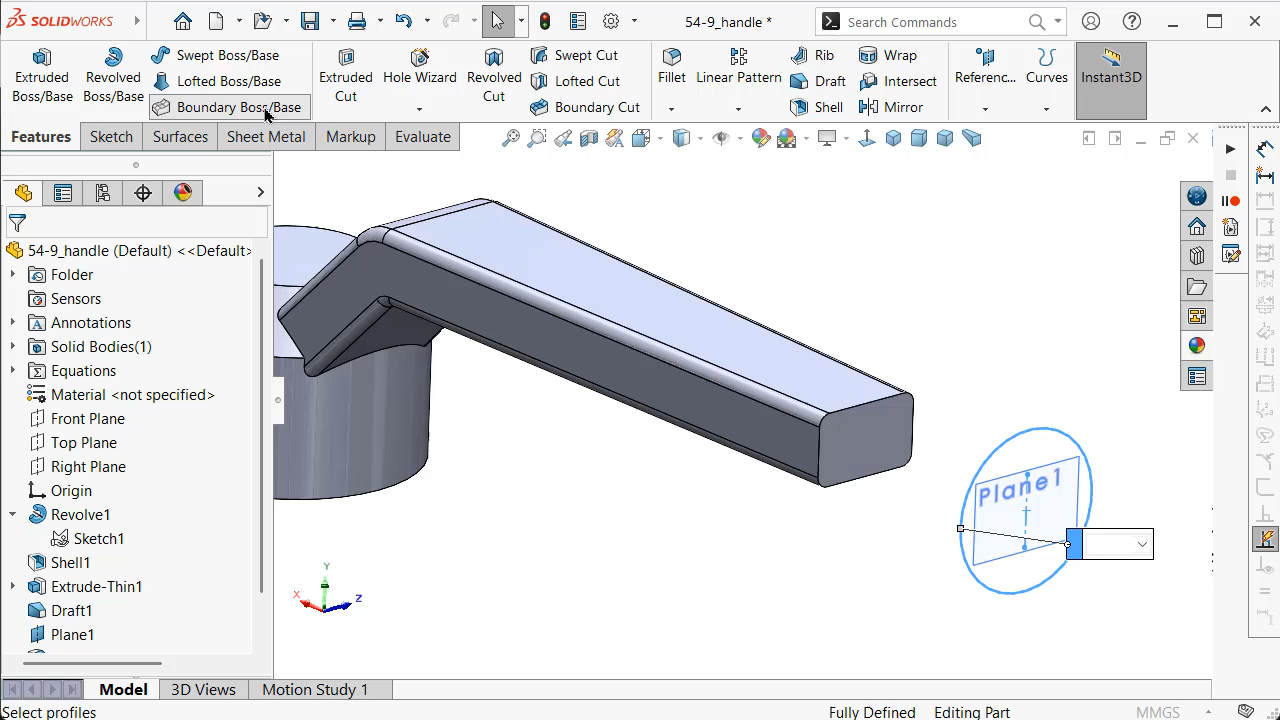 SOLIDWORKS
54-9_handle *
Search Commands
Extruded Boss/Base
Revolved Boss/Base
Swept Boss/Base
Lofted Boss/Base
Boundary Boss/Base
Extruded Cut
Hole Wizard
Revolved Cut
Swept Cut
Lofted Cut
Boundary Cut
Fillet
Linear Pattern
Rib
Draft
Shell
Wrap
Intersect
Mirror
Referenc...
Curves
Instant3D
Features
Sketch
Surfaces
Sheet Metal
Markup
Evaluate
54-9_handle (Default) <<Default>
Folder
Sensors
Annotations
Solid Bodies(1)
Equations
Material <not specified>
Front Plane
Top Plane
Right Plane
Origin
Revolve1
Sketch1
Shell1
Extrude-Thin1
Draft1
Plane1
Plane1
Y
X
Z
Model
3D Views
Motion Study 1
Select profiles
Fully Defined
Editing Part
MMGS